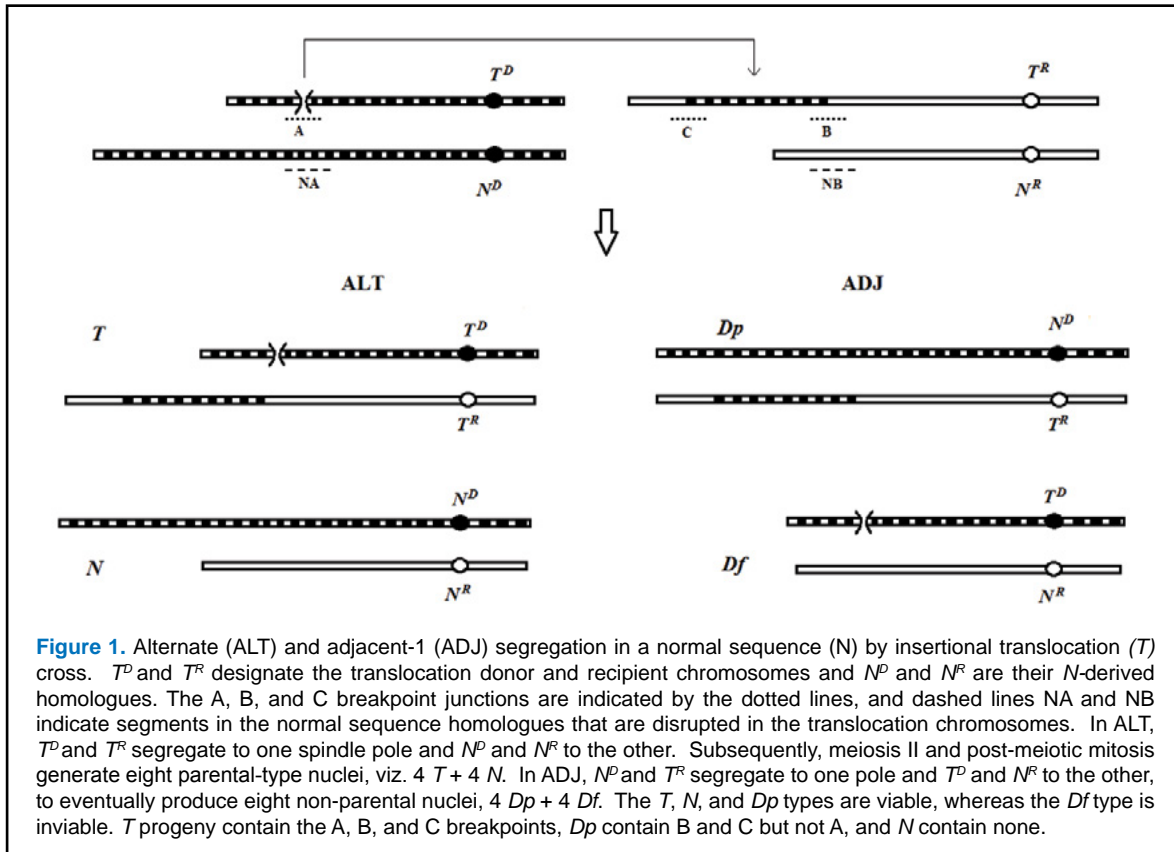 T^D
T^R
A
C
B
NA
N^D
NB
N^R
ALT
ADJ
T
T^D
Dp
N^D
T^R
T^R
N^D
T^D
N
Df
N^R
N^R
Figure 1. Alternate (ALT) and adjacent-1 (ADJ) segregation in a normal sequence (N) by insertional translocation (T)
cross. T^D and T^R designate the translocation donor and recipient chromosomes and N^D and N^R are their N-derived
homologues. The A, B, and C breakpoint junctions are indicated by the dotted lines, and dashed lines NA and NB
indicate segments in the normal sequence homologues that are disrupted in the translocation chromosomes. In ALT,
T^D and T^R segregate to one spindle pole and N^D and N^R to the other. Subsequently, meiosis II and post-meiotic mitosis
generate eight parental-type nuclei, viz. 4 T + 4 N. In ADJ, N^D and T^R segregate to one pole and T^D and N^R to the other,
to eventually produce eight non-parental nuclei, 4 Dp + 4 Df. The T, N, and Dp types are viable, whereas the Df type is
inviable. T progeny contain the A, B, and C breakpoints, Dp contain B and C but not A, and N contain none.